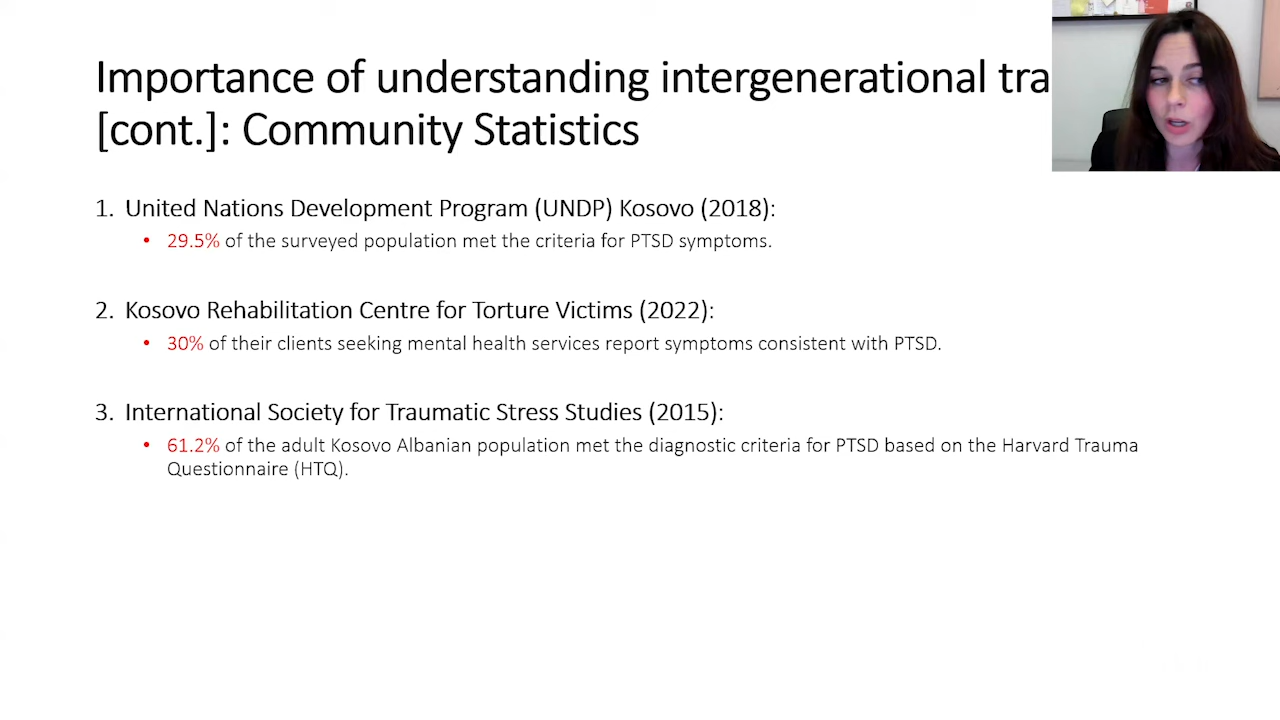 Importance of understanding intergenerational tra
[cont.]: Community Statistics
1. United Nations Development Program (UNDP) Kosovo (2018):
• 29.5% of the surveyed population met the criteria for PTSD symptoms.
2. Kosovo Rehabilitation Centre for Torture Victims (2022):
• 30% of their clients seeking mental health services report symptoms consistent with PTSD.
3. International Society for Traumatic Stress Studies (2015):
• 61.2% of the adult Kosovo Albanian population met the diagnostic criteria for PTSD based on the Harvard Trauma
Questionnaire (HTQ).